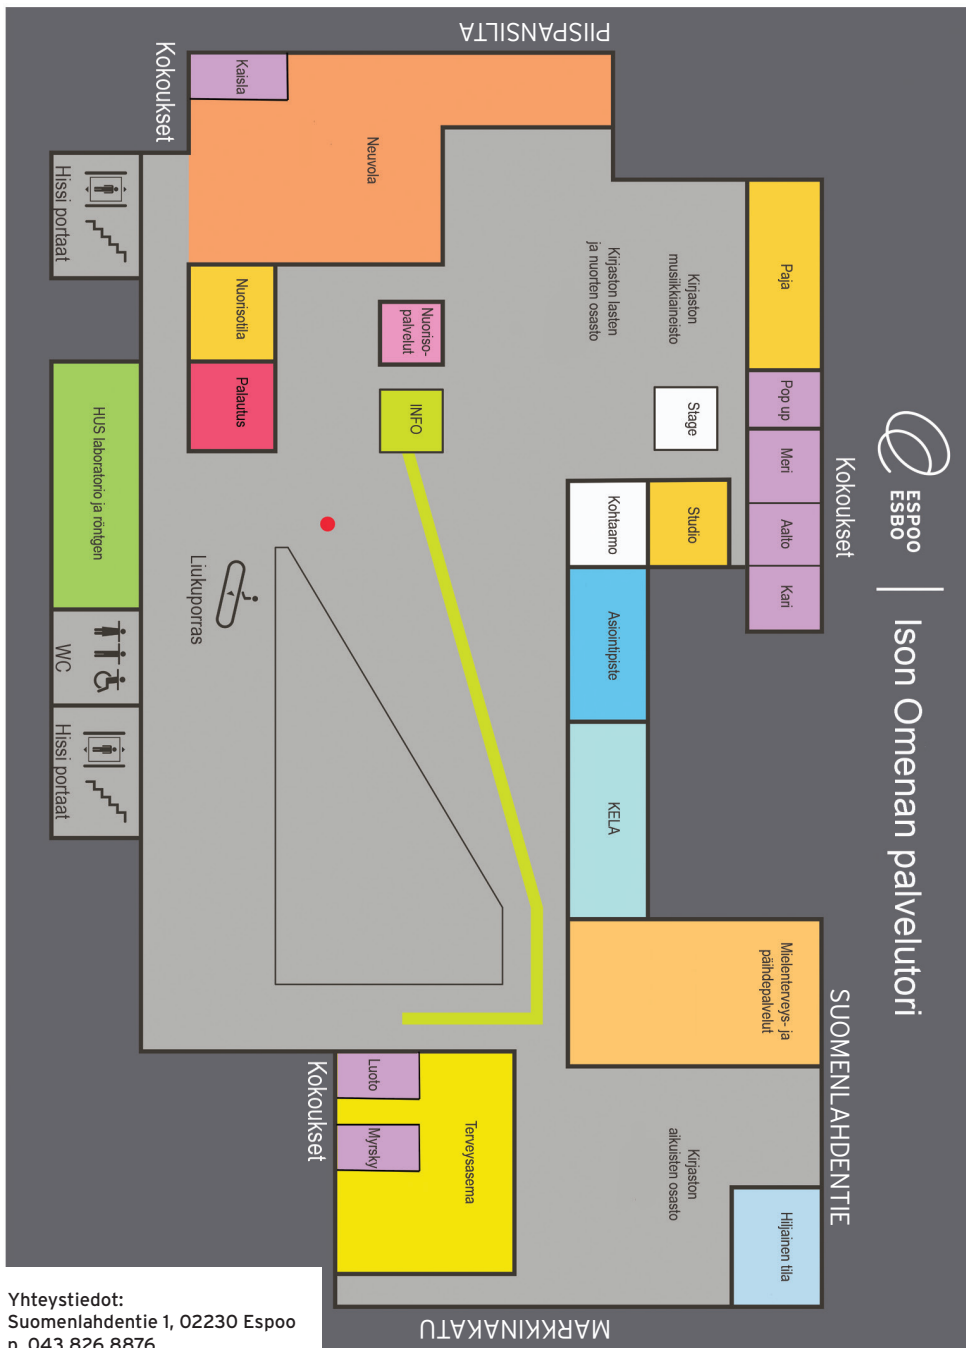 ESPOO
ESBO
Ison Omenan palvelutori
PIISPANSILTA
SUOMENLAHDENTIE
MARKKINAKATU
Kokoukset
Kaisla
Neuvola
Hissi portaat
Nuorisotila
Palautus
Nuoriso-
palvelut
INFO
Kirjaston lasten
ja nuorten osasto
Kirjaston
musiikkiaineisto
Paja
Pop up
Meri
Aalto
Kari
Kokoukset
Stage
Studio
Kohtaamo
Asiointipiste
KELA
Mielenterveys- ja
päihdepalvelut
HUS laboratorio ja röntgen
Liukuporras
WC
Hissi portaat
Kokoukset
Luoto
Myrsky
Terveysasema
Kirjaston
aikuisten osasto
Hiljainen tila
Yhteystiedot:
Suomenlahdentie 1, 02230 Espoo
p. 043 826 8876